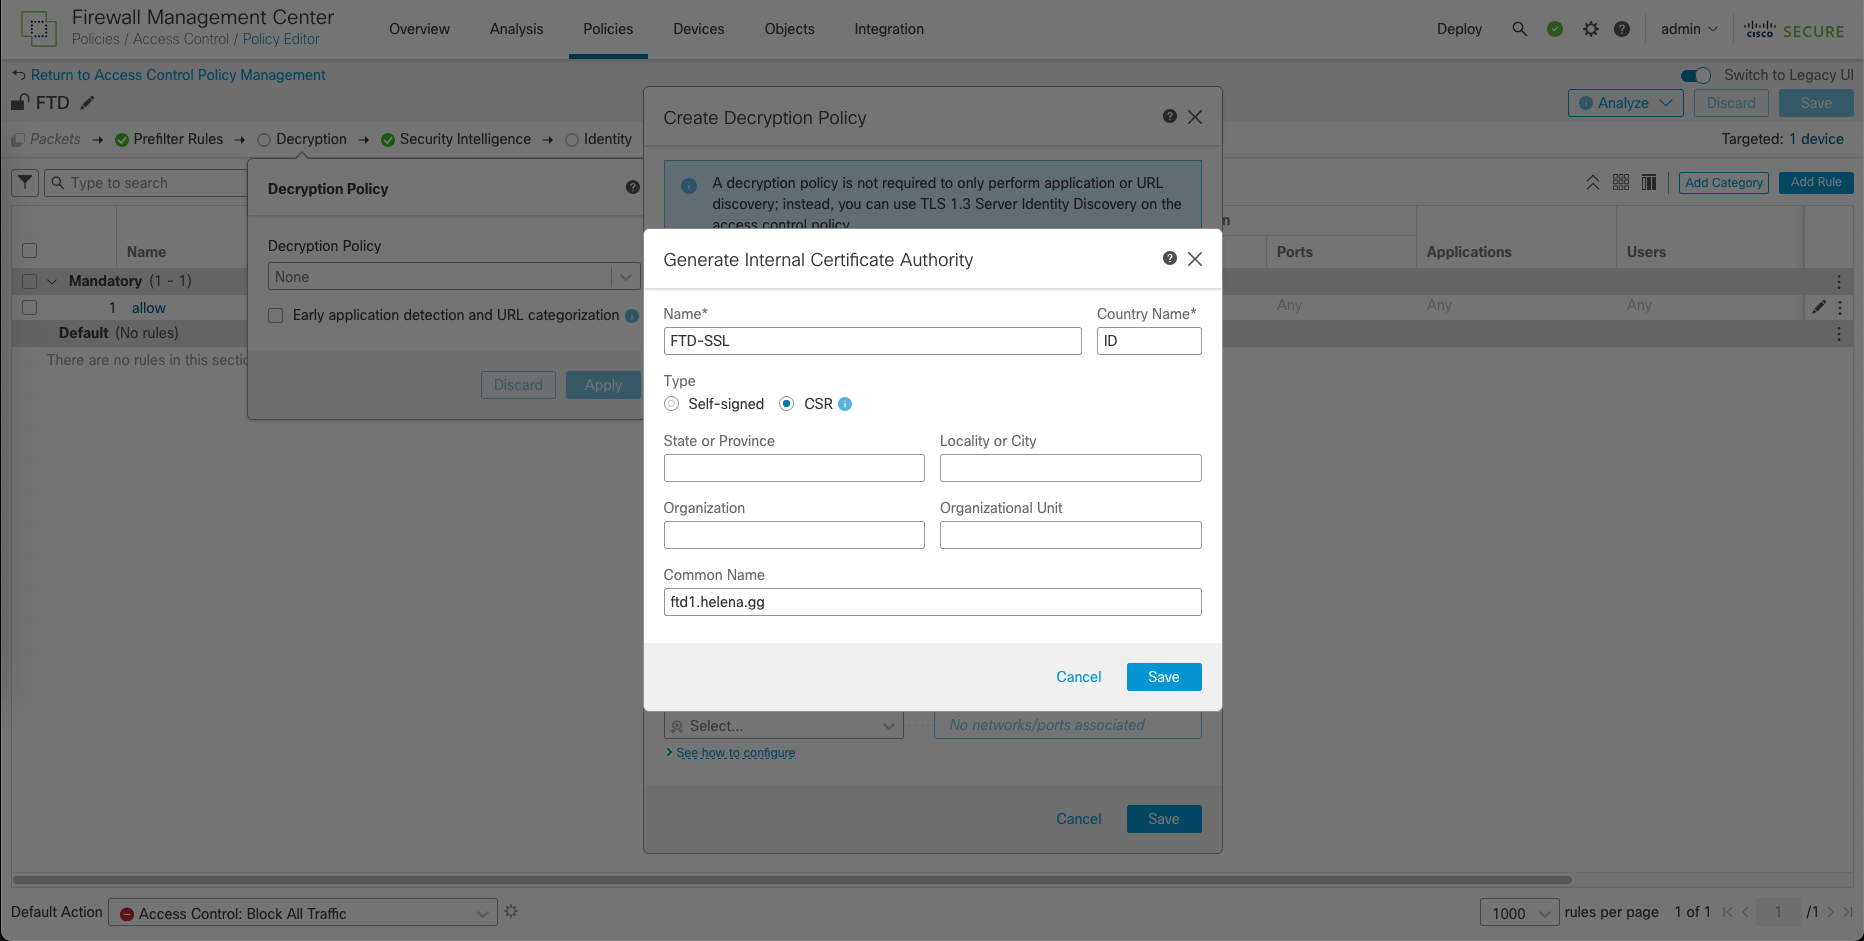 Firewall Management Center
Policies / Access Control / Policy Editor
Overview
Analysis
Policies
Devices
Objects
Integration
Deploy
admin
CISCO SECURE
Return to Access Control Policy Management
Switch to Legacy UI
FTD
Analyze
Discard
Save
Packets → Prefilter Rules → Decryption → Security Intelligence → Identity
Targeted: 1 device
Type to search
Add Category
Add Rule
Name
Ports
Applications
Users
Mandatory (1 - 1)
1 allow
Any
Any
Any
Default (No rules)
There are no rules in this
Decryption Policy
Decryption Policy
None
Early application detection and URL categorization
Discard
Apply
Create Decryption Policy
A decryption policy is not required to only perform application or URL
discovery; instead, you can use TLS 1.3 Server Identity Discovery on the
access control policy.
Generate Internal Certificate Authority
Name*
Country Name*
FTD-SSL
ID
Type
Self-signed
CSR
State or Province
Locality or City
Organization
Organizational Unit
Common Name
ftd1.helena.gg
Cancel
Save
Select...
No networks/ports associated
See how to configure
Cancel
Save
Default Action
Access Control: Block All Traffic
1000
rules per page
1 of 1
1
/1